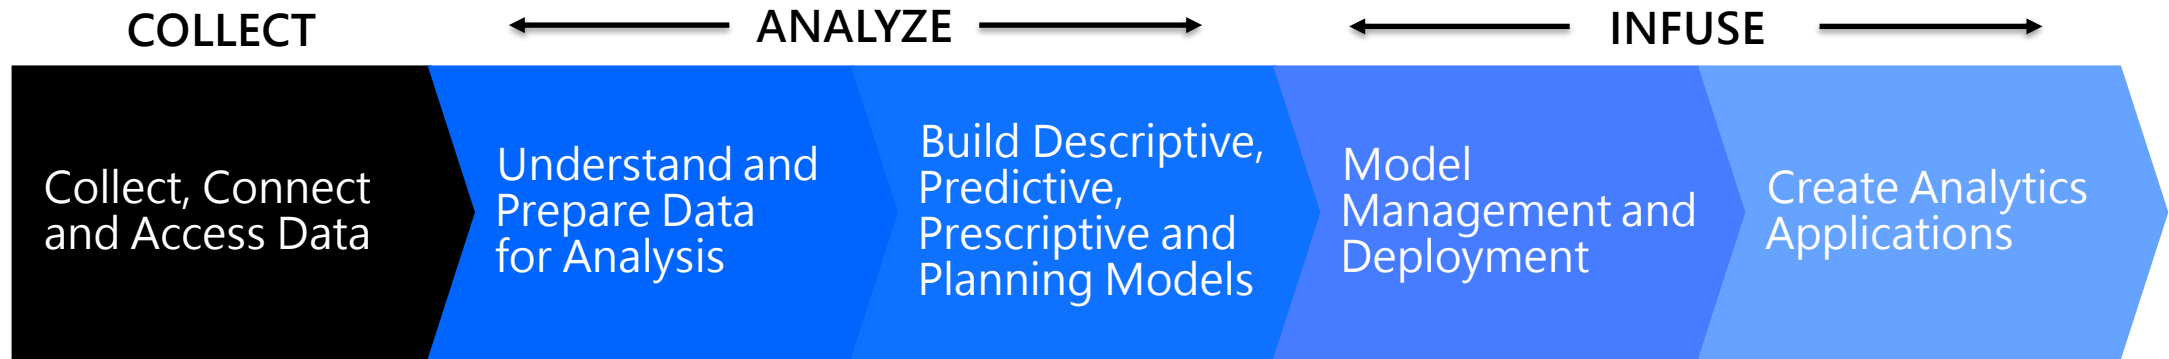 COLLECT
ANALYZE
INFUSE
Collect, Connect
and Access Data
Understand and
Prepare Data
for Analysis
Build Descriptive,
Predictive,
Prescriptive and
Planning Models
Model
Management and
Deployment
Create Analytics
Applications